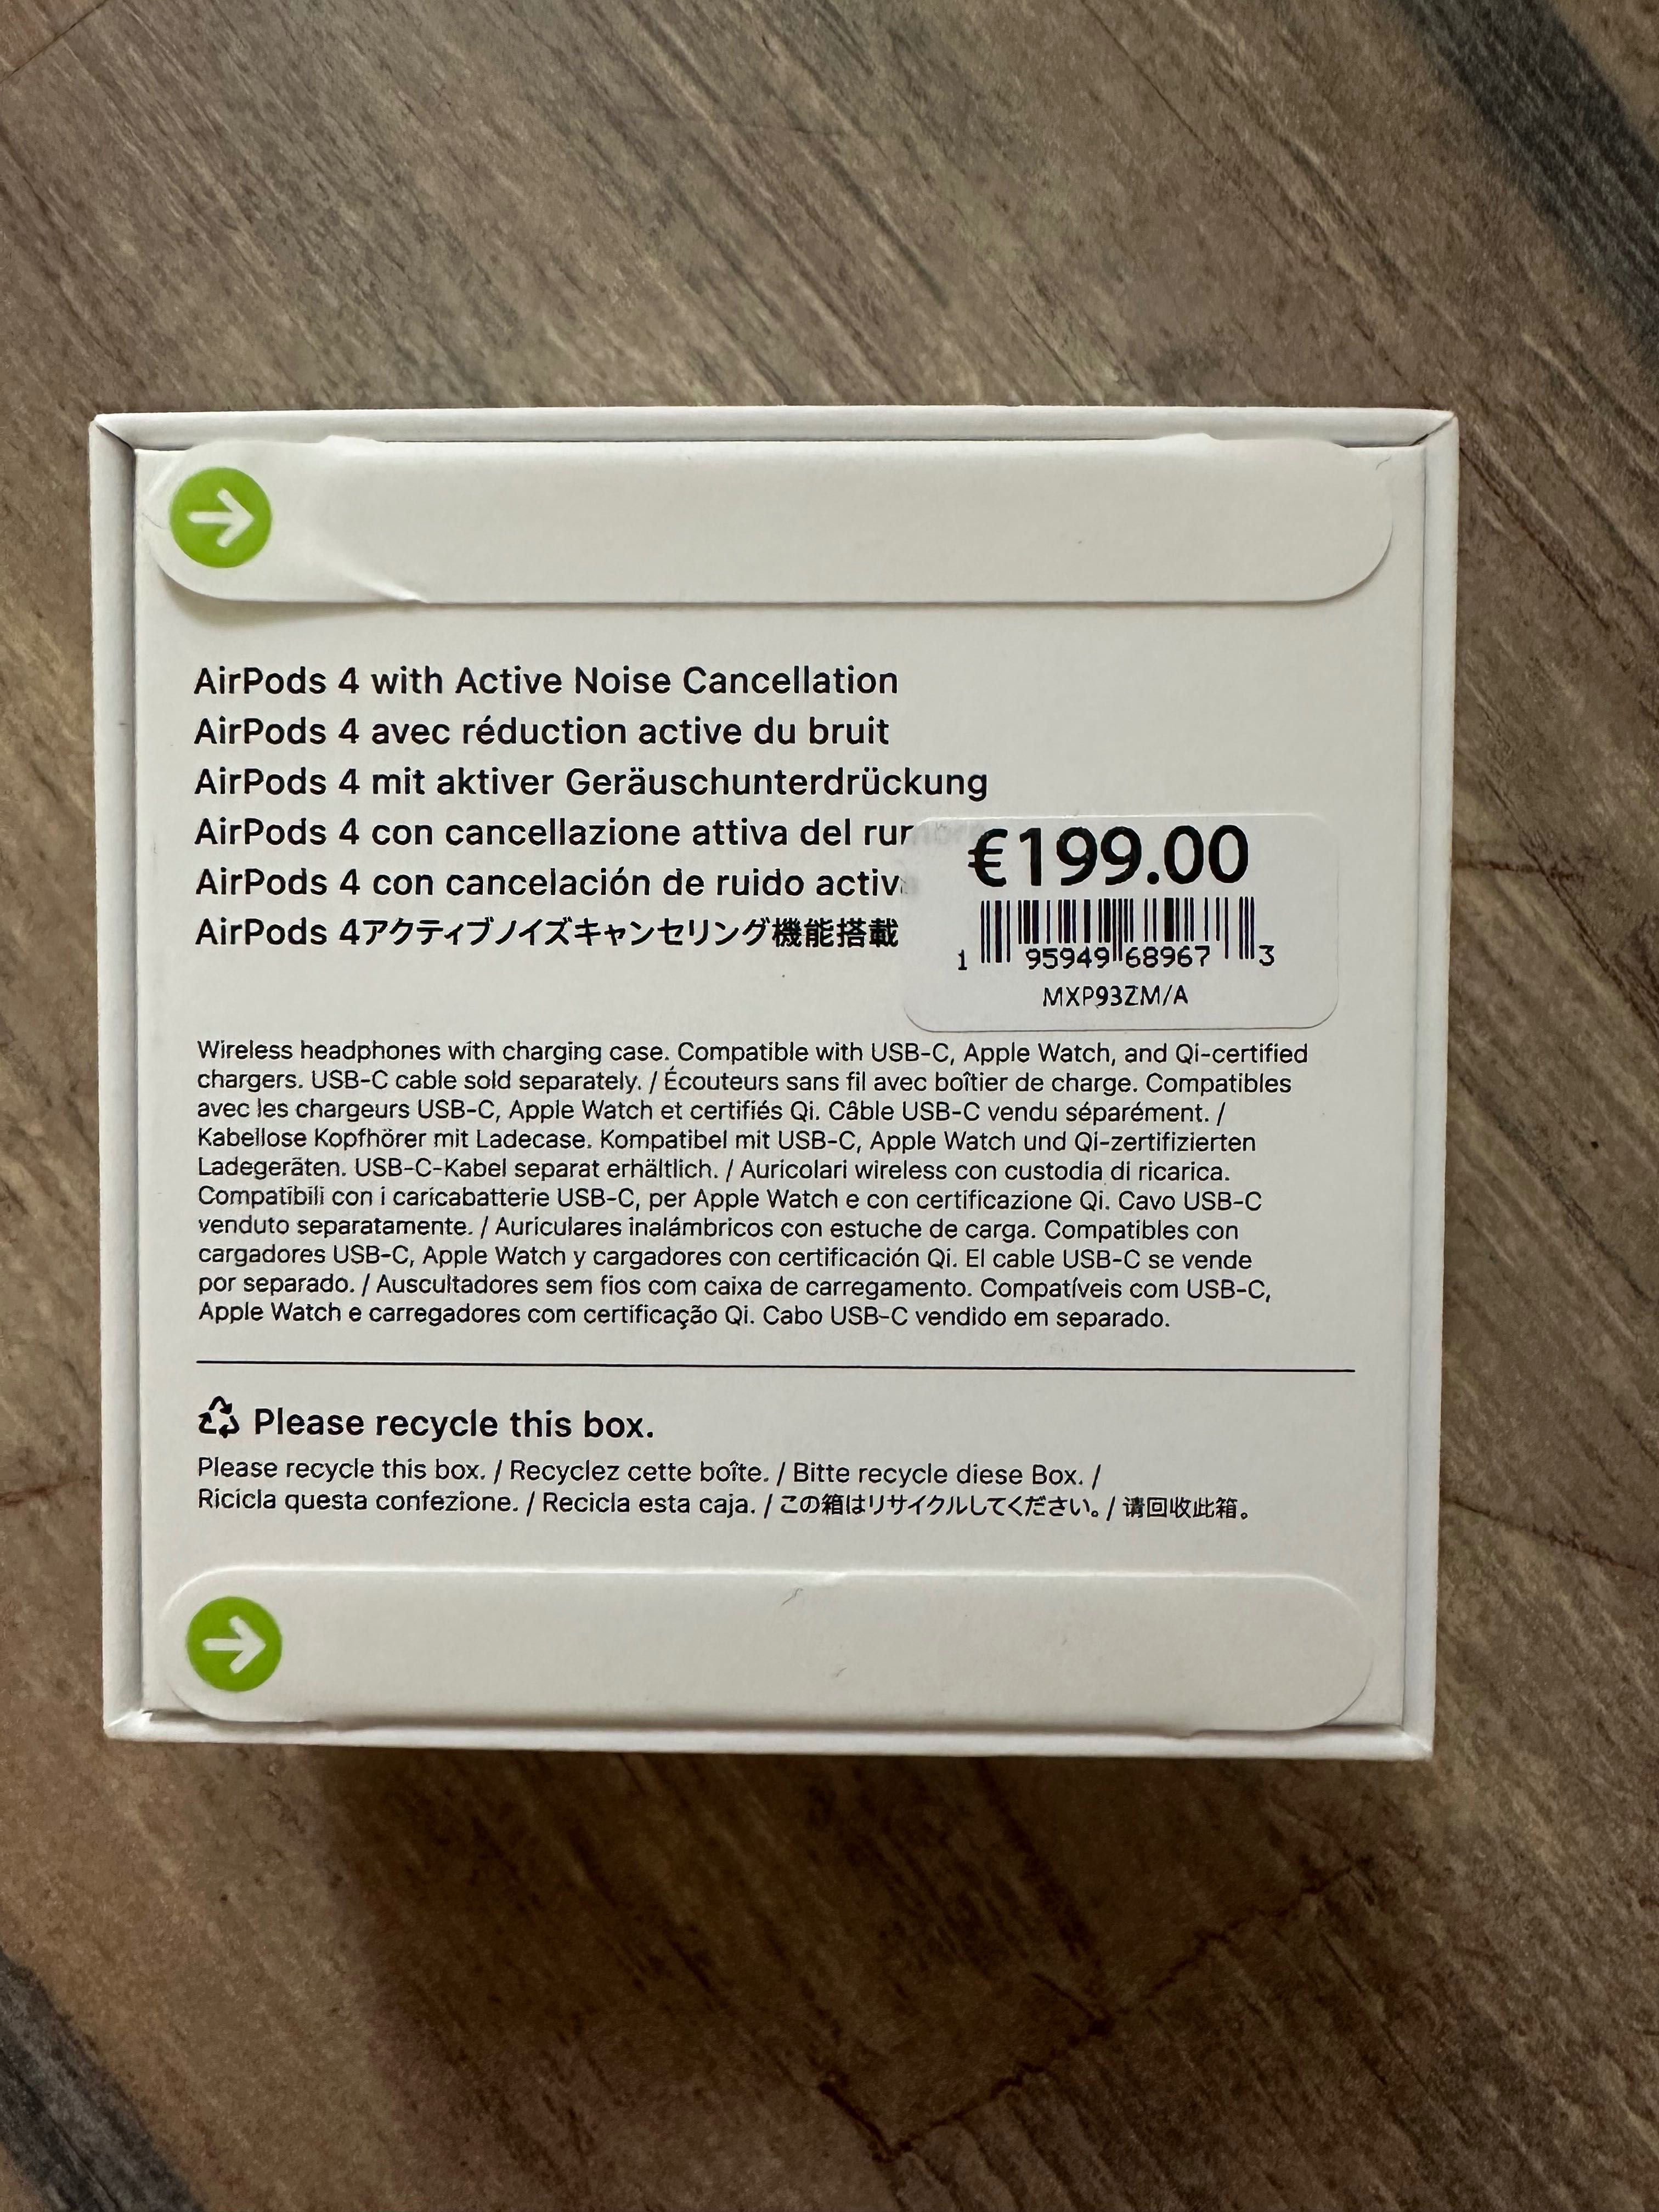 AirPods 4 with Active Noise Cancellation
AirPods 4 avec réduction active du bruit
AirPods 4 mit aktiver Geräuschunterdrückung
AirPods 4 con cancellazione attiva del
AirPods 4 con cancelación de ruido
AirPods 4アクティブノイズキャンセリング機能搭載
€199.00
1 95949 68967 3
MXP93ZM/A
Wireless headphones with charging case. Compatible with USB-C, Apple Watch, and Qi-certified
chargers. USB-C cable sold separately. / Écouteurs sans fil avec boîtier de charge. Compatibles
avec les chargeurs USB-C, Apple Watch et certifiés Qi. Câble USB-C vendu séparément. /
Kabellose Kopfhörer mit Ladecase. Kompatibel mit USB-C, Apple Watch und Qi-zertifizierten
Ladegeräten. USB-C-Kabel separat erhältlich. / Auricolari wireless con custodia di ricarica.
Compatibili con i caricabatterie USB-C, per Apple Watch e con certificazione Qi. Cavo USB-C
venduto separatamente. / Auriculares inalámbricos con estuche de carga. Compatibles con
cargadores USB-C, Apple Watch y cargadores con certificación Qi. El cable USB-C se vende
por separado. / Auscultadores sem fios com caixa de carregamento. Compatíveis com USB-C,
Apple Watch e carregadores com certificação Qi. Cabo USB-C vendido em separado.
Please recycle this box.
Please recycle this box. / Recyclez cette boîte. / Bitte recycle diese Box. /
Ricicla questa confezione. / Recicla esta caja. / この箱はリサイクルしてください。/ 请回收此箱。